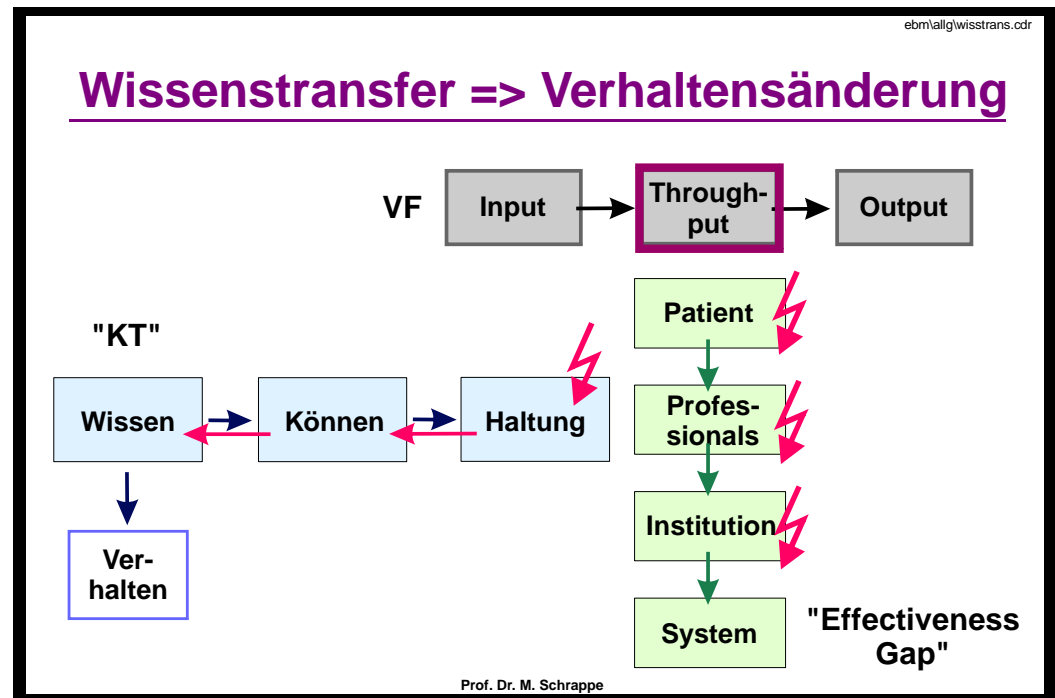 ebm\allg\wisstrans.cdr
Wissenstransfer => Verhaltensänderung
VF
Input
Through-
put
Output
Patient
"KT"
Wissen
Können
Haltung
Profes-
sionals
Institution
Ver-
halten
System
"Effectiveness
Gap"
Prof. Dr. M. Schrappe